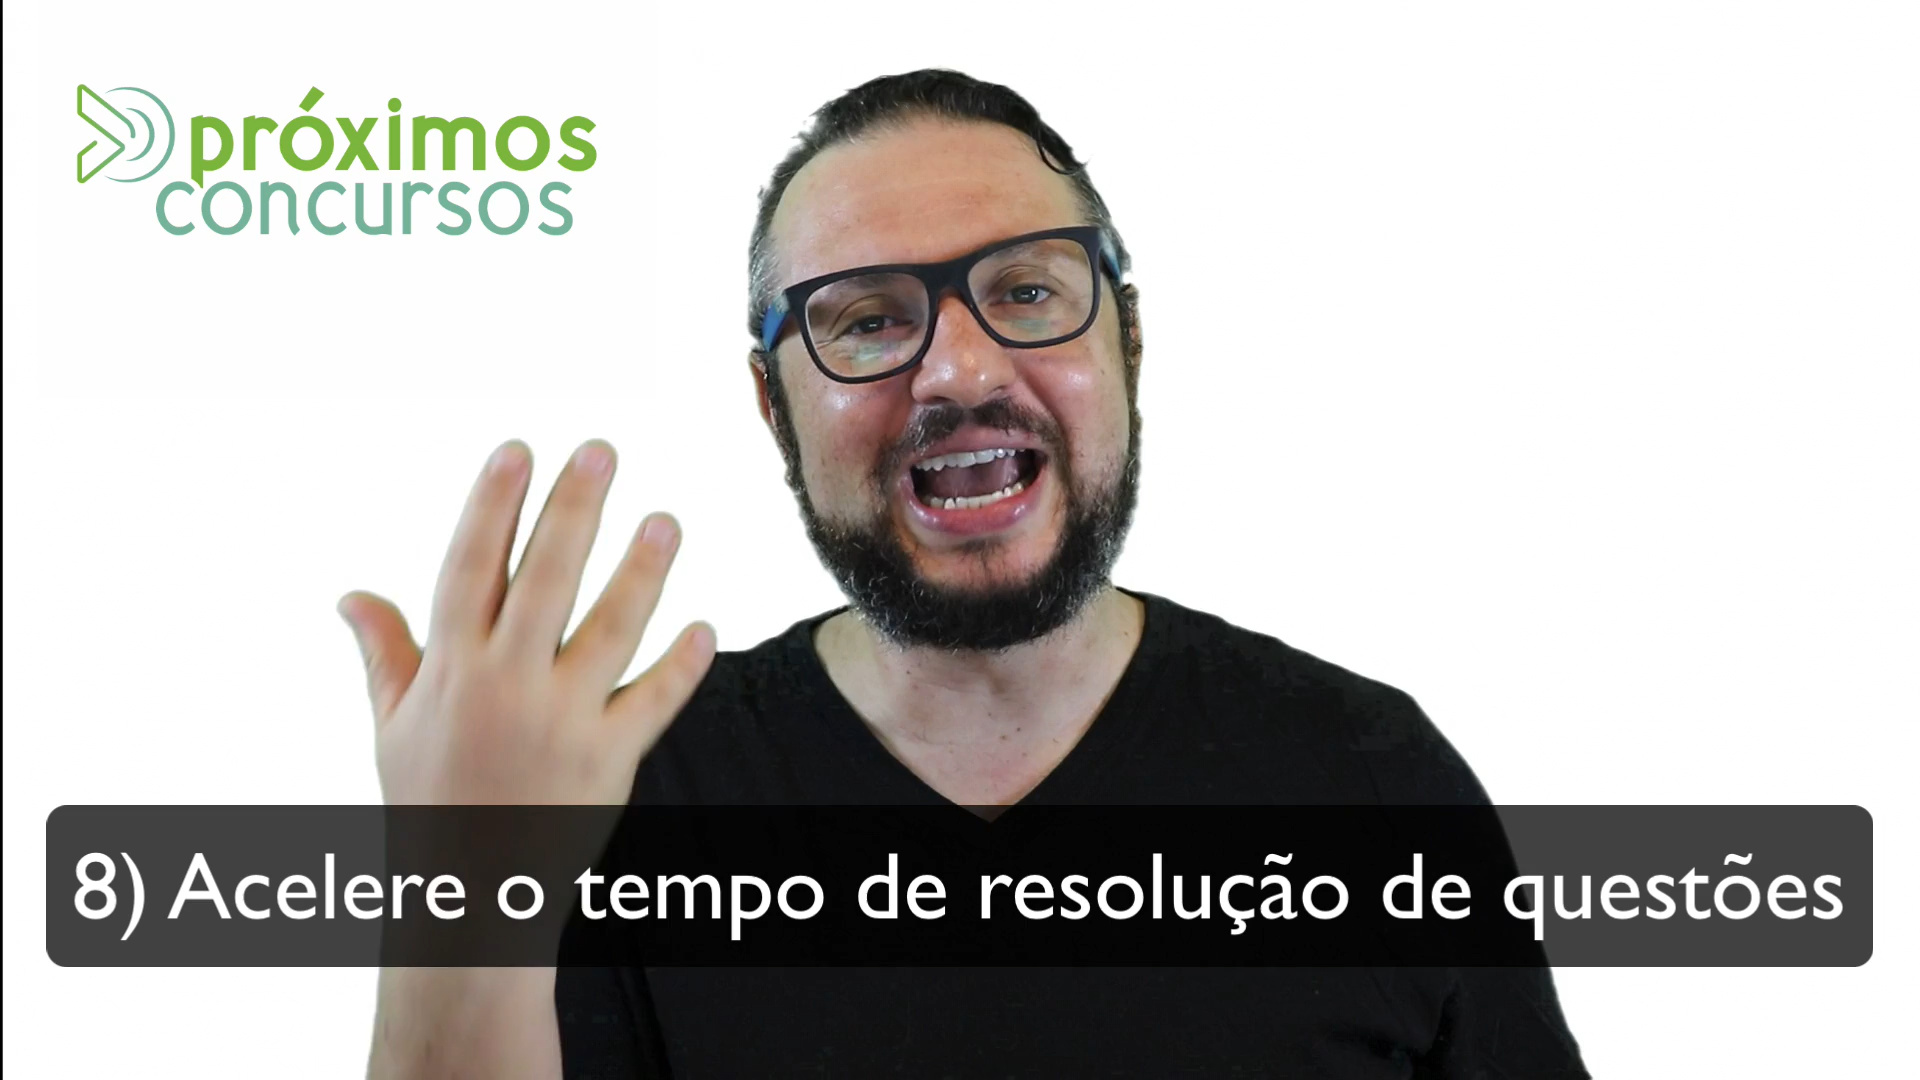 próximos
concursos
8) Acelere o tempo de resolução de questões